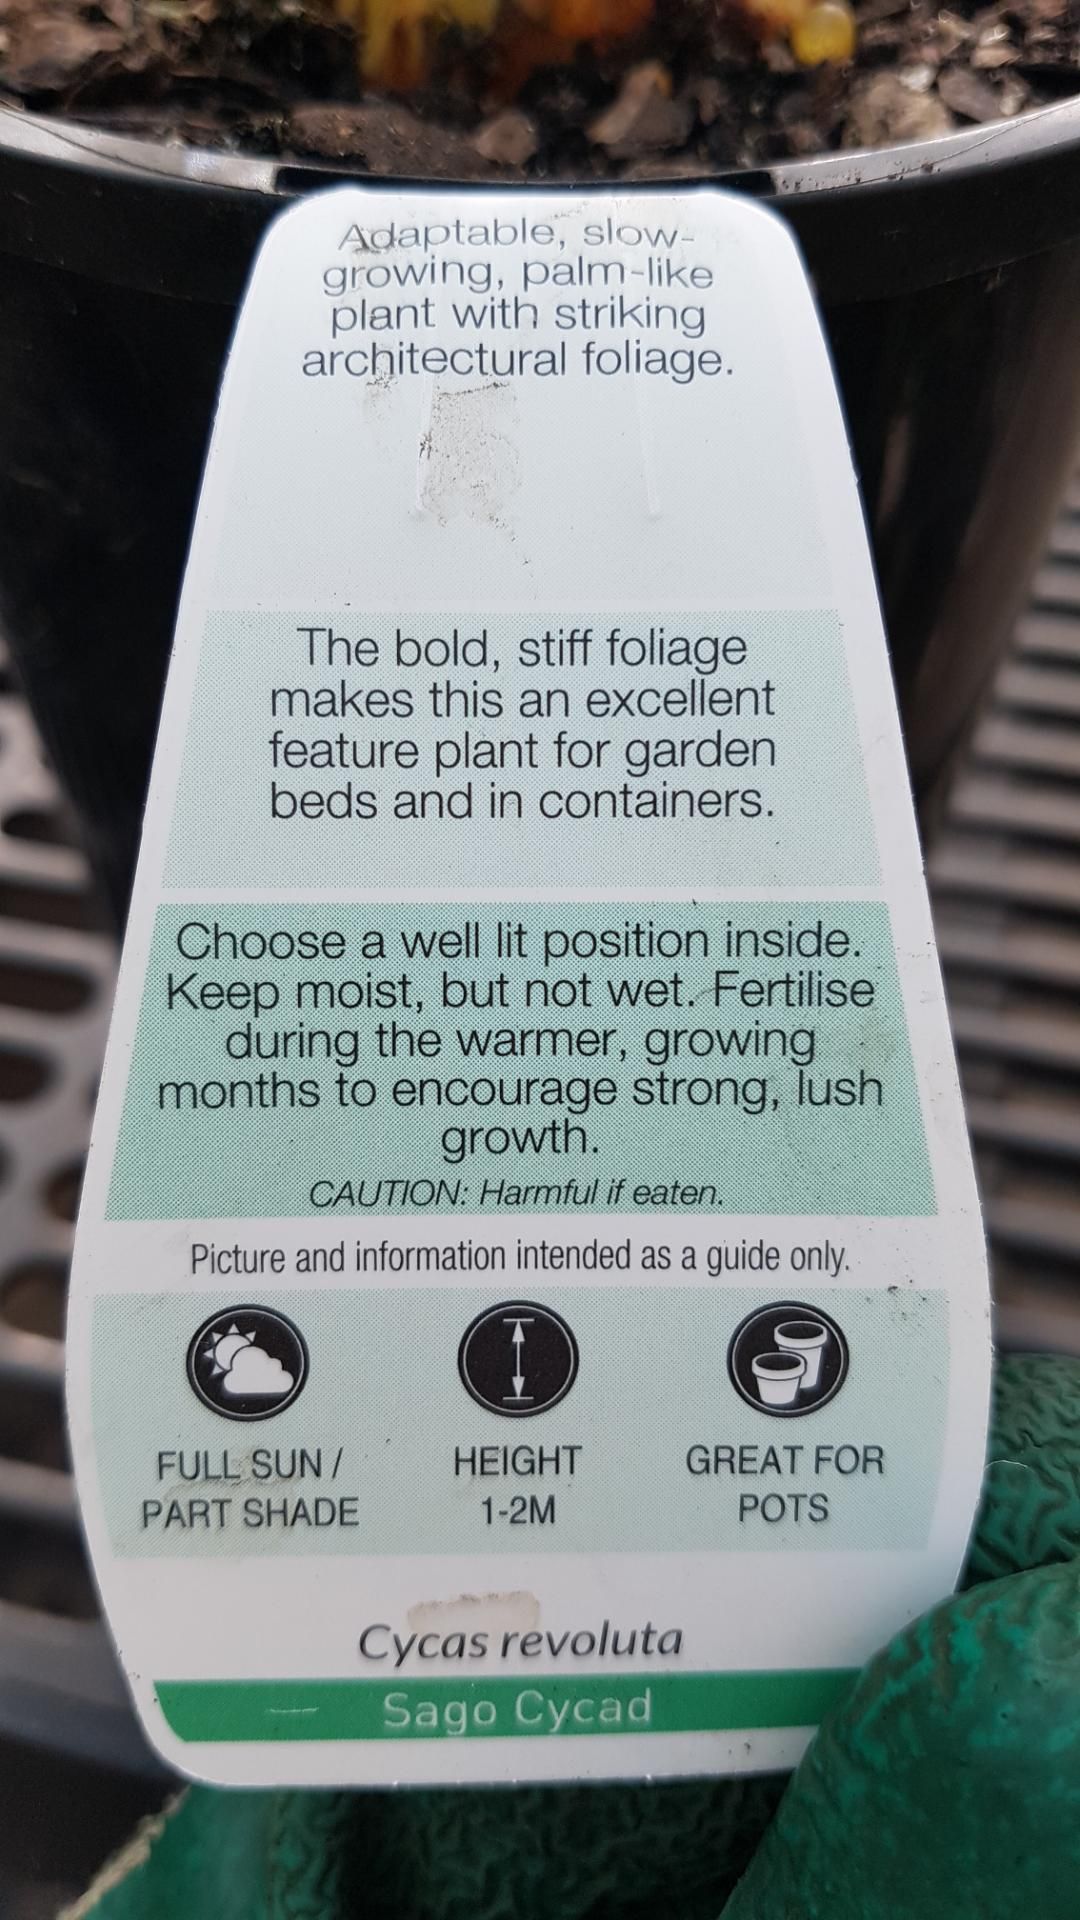 Adaptable, slow-
growing, palm-like
plant with striking
architectural foliage.
The bold, stiff foliage
makes this an excellent
feature plant for garden
beds and in containers.
Choose a well lit position inside.
Keep moist, but not wet. Fertilise
during the warmer, growing
months to encourage strong, lush
growth.
CAUTION: Harmful if eaten.
Picture and information intended as a guide only.
FULL SUN /
PART SHADE
HEIGHT
1-2M
GREAT FOR
POTS
Cycas revoluta
Sago Cycad